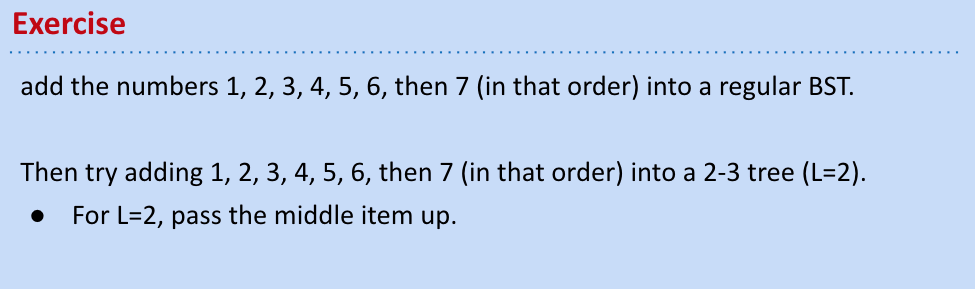 Exercise
add the numbers 1, 2, 3, 4, 5, 6, then 7 (in that order) into a regular BST.
Then try adding 1, 2, 3, 4, 5, 6, then 7 (in that order) into a 2-3 tree (L=2).
● For L=2, pass the middle item up.